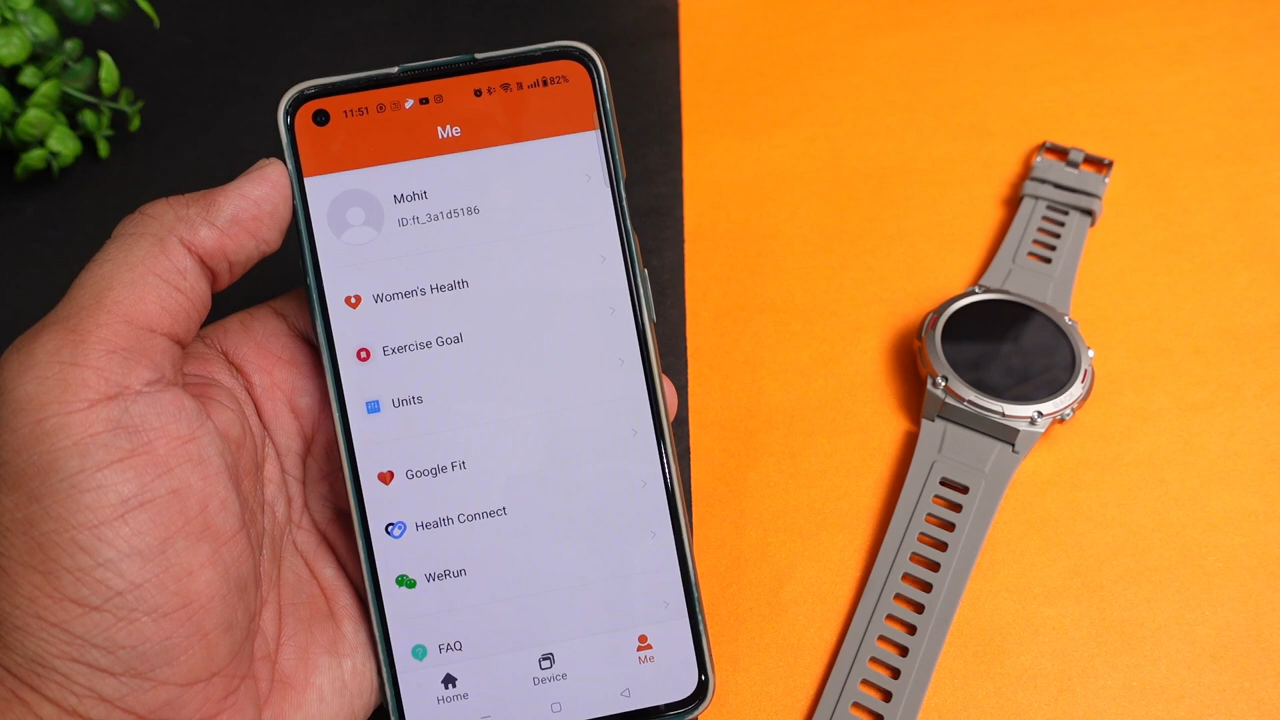 11:51 82%
Me
Mohit
ID:ft_3a1d5186
Women's Health
Exercise Goal
Units
Google Fit
Health Connect
WeRun
FAQ
Home Device Me